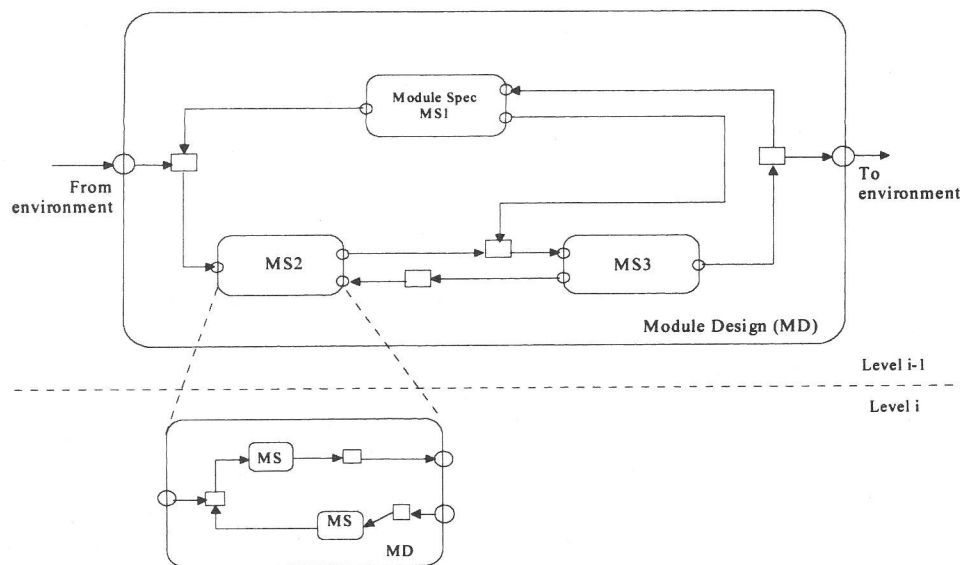 Module Spec
MS1
From
environment
To
environment
MS2
MS3
Module Design (MD)
Level i-1
Level i
MS
MS
MD